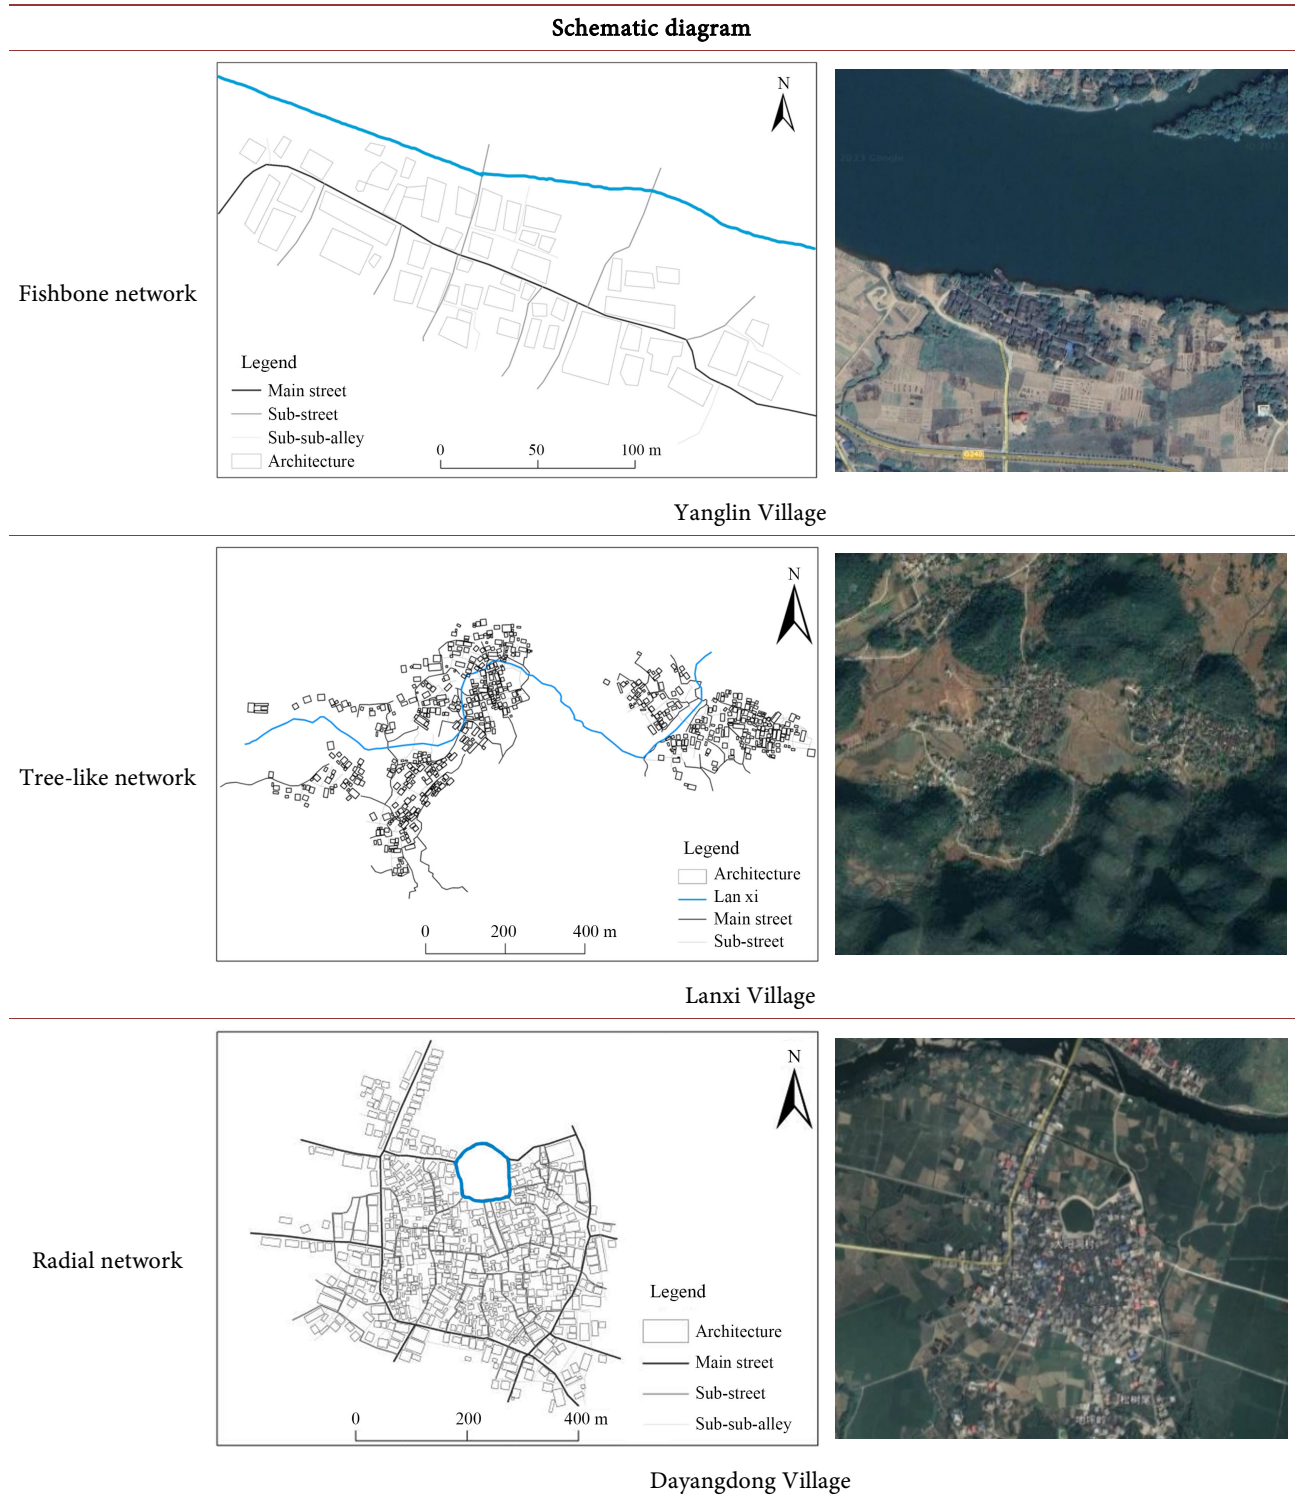 Schematic diagram
Fishbone network
N
Legend
Main street
Sub-street
Sub-sub-alley
Architecture
0 50 100 m
G240
Yanglin Village
Tree-like network
N
Legend
Architecture
Lan xi
Main street
Sub-street
0 200 400 m
Lanxi Village
Radial network
N
Legend
Architecture
Main street
Sub-street
Sub-sub-alley
0 200 400 m
Dayangdong Village